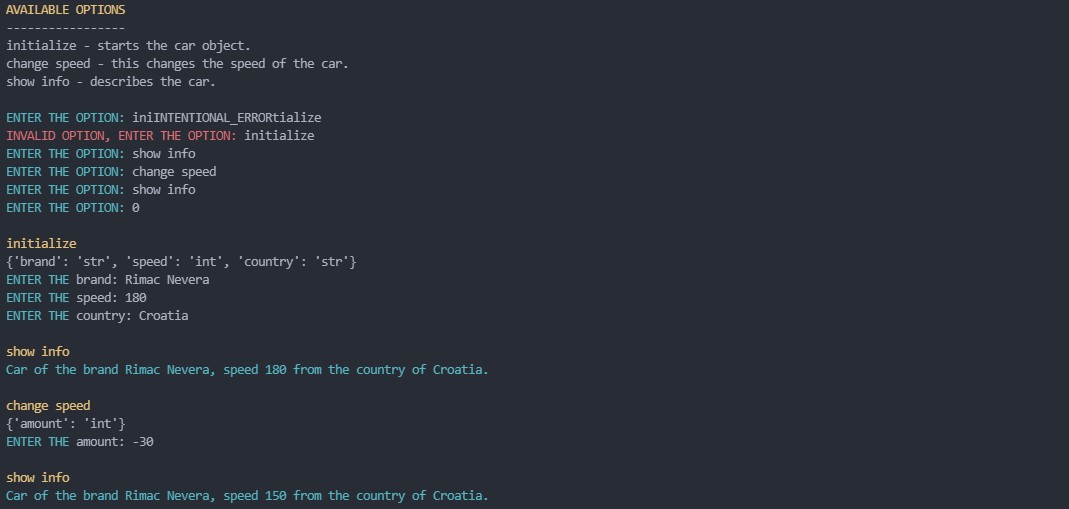 AVAILABLE OPTIONS
-----------------
initialize - starts the car object.
change speed - this changes the speed of the car.
show info - describes the car.
ENTER THE OPTION: iniINTENTIONAL_ERRORtialize
INVALID OPTION, ENTER THE OPTION: initialize
ENTER THE OPTION: show info
ENTER THE OPTION: change speed
ENTER THE OPTION: show info
ENTER THE OPTION: 0
initialize
{'brand': 'str', 'speed': 'int', 'country': 'str'}
ENTER THE brand: Rimac Nevera
ENTER THE speed: 180
ENTER THE country: Croatia
show info
Car of the brand Rimac Nevera, speed 180 from the country of Croatia.
change speed
{'amount': 'int'}
ENTER THE amount: -30
show info
Car of the brand Rimac Nevera, speed 150 from the country of Croatia.